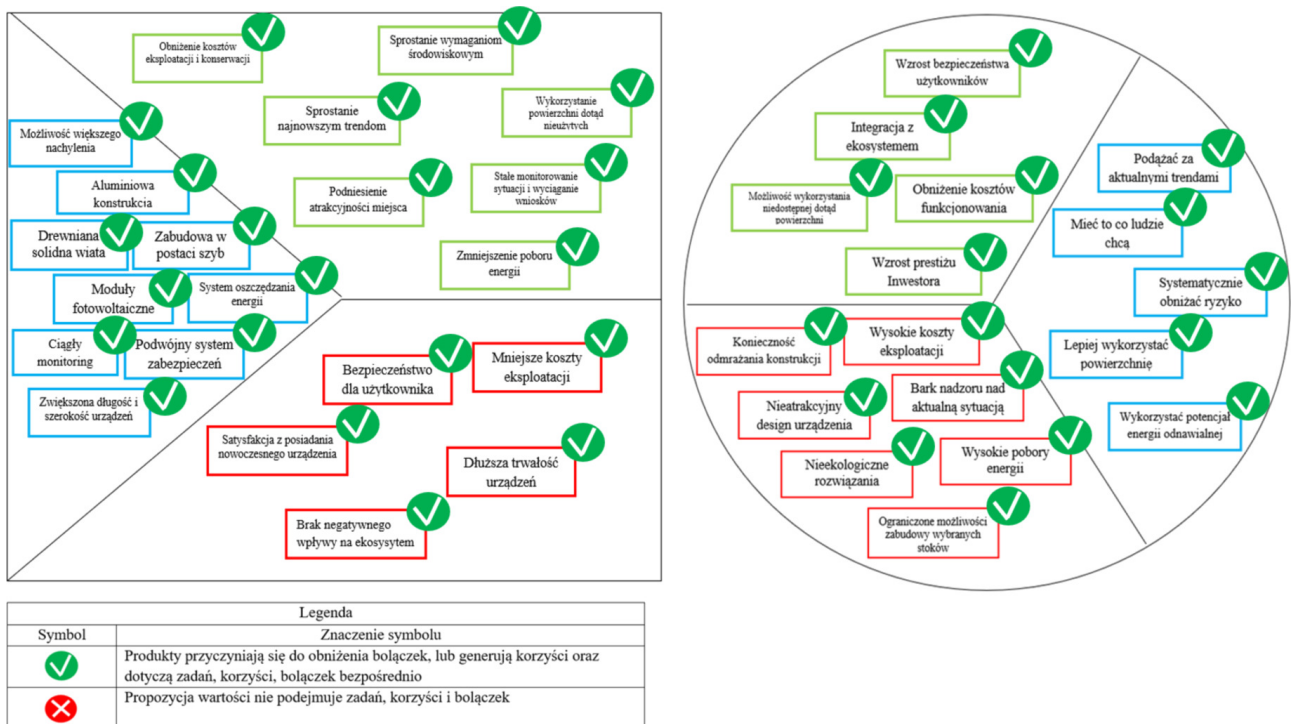 Obniżenie kosztów
eksploatacji i konserwacji
Sprostanie wymaganiom
środowiskowym
Sprostanie
najnowszym trendom
Wykorzystanie
powierzchni dotąd
nieużytych
Podniesienie
atrakcyjności miejsca
Stałe monitorowanie
sytuacji i wyciąganie
wniosków
Zmniejszenie poboru
energii
Możliwość większego
nachylenia
Aluminiowa
konstrukcia
Drewniana
solidna wiata
Zabudowa w
postaci szyb
Moduły
fotowoltaiczne
System oszczędzania
energii
Ciągły
monitoring
Podwójny system
zabezpieczeń
Zwiększona długość i
szerokość urządzeń
Bezpieczeństwo
dla użytkownika
Mniejsze koszty
eksploatacji
Satysfakcja z posiadania
nowoczesnego urządzenia
Dłuższa trwałość
urządzeń
Brak negatywnego
wpływy na ekosysytem
Wzrost bezpieczeństwa
użytkowników
Integracja z
ekosystemem
Możliwość wykorzystania
niedostępnej dotąd
powierzchni
Obniżenie kosztów
funkcjonowania
Wzrost prestiżu
Inwestora
Podążać za
aktualnymi trendami
Mieć to co ludzie
chcą
Systematycznie
obniżać ryzyko
Lepiej wykorzystać
powierzchnię
Wykorzystać potencjał
energii odnawialnej
Konieczność
odmrażania konstrukcji
Wysokie koszty
eksploatacji
Nieatrakcyjny
design urządzenia
Bark nadzoru nad
aktualną sytuacją
Nieekologiczne
rozwiązania
Wysokie pobory
energii
Ograniczone możliwości
zabudowy wybranych
stoków
Legenda
Symbol Znaczenie symbolu
Produkty przyczyniają się do obniżenia bolączek, lub generują korzyści oraz
dotyczą zadań, korzyści, bolączek bezpośrednio
Propozycja wartości nie podejmuje zadań, korzyści i bolączek